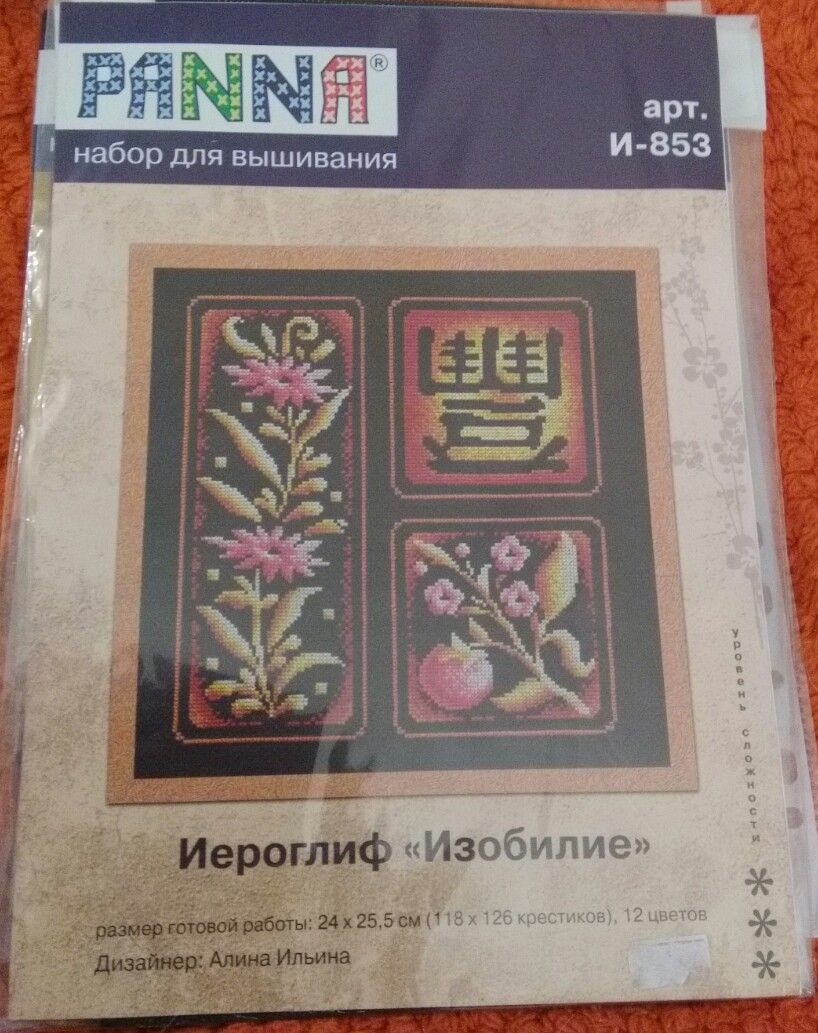 PANNA®
набор для вышивания
арт.
И-853
豐
Иероглиф «Изобилие»
размер готовой работы: 24 x 25,5 см (118 x 126 крестиков), 12 цветов
Дизайнер: Алина Ильина
уровень сложности
***